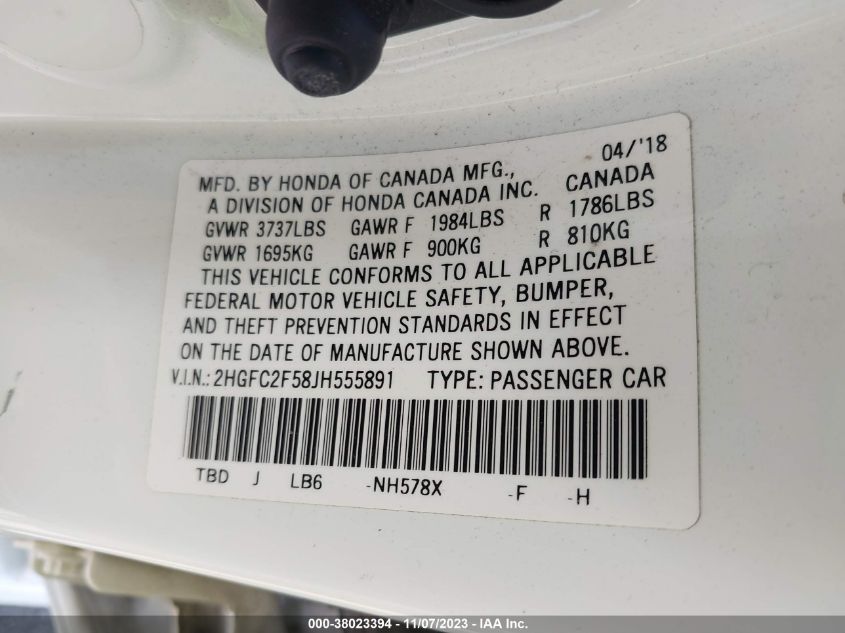 04/'18
MFD. BY HONDA OF CANADA MFG.,
A DIVISION OF HONDA CANADA INC. CANADA
GVWR 3737LBS GAWR F 1984LBS R 1786LBS
GVWR 1695KG GAWR F 900KG R 810KG
THIS VEHICLE CONFORMS TO ALL APPLICABLE
FEDERAL MOTOR VEHICLE SAFETY, BUMPER,
AND THEFT PREVENTION STANDARDS IN EFFECT
ON THE DATE OF MANUFACTURE SHOWN ABOVE.
V.I.N.: 2HGFC2F58JH555891 TYPE: PASSENGER CAR
TBD J LB6 -NH578X -F -H
000-38023394 - 11/07/2023 - IAA Inc.